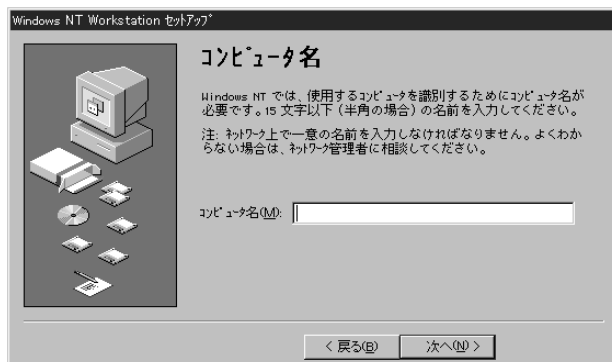 Windows NT Workstation ｾｯﾄｱｯﾌﾟ
ｺﾝﾋﾟｭｰﾀ名
Windows NT では、使用するｺﾝﾋﾟｭｰﾀを識別するためにｺﾝﾋﾟｭｰﾀ名が
必要です。15 文字以下（半角の場合）の名前を入力してください。
注: ﾈｯﾄﾜｰｸ上で一意の名前を入力しなければなりません。よくわか
らない場合は、ﾈｯﾄﾜｰｸ管理者に相談してください。
ｺﾝﾋﾟｭｰﾀ名(M):
< 戻る(B)
次へ(N) >